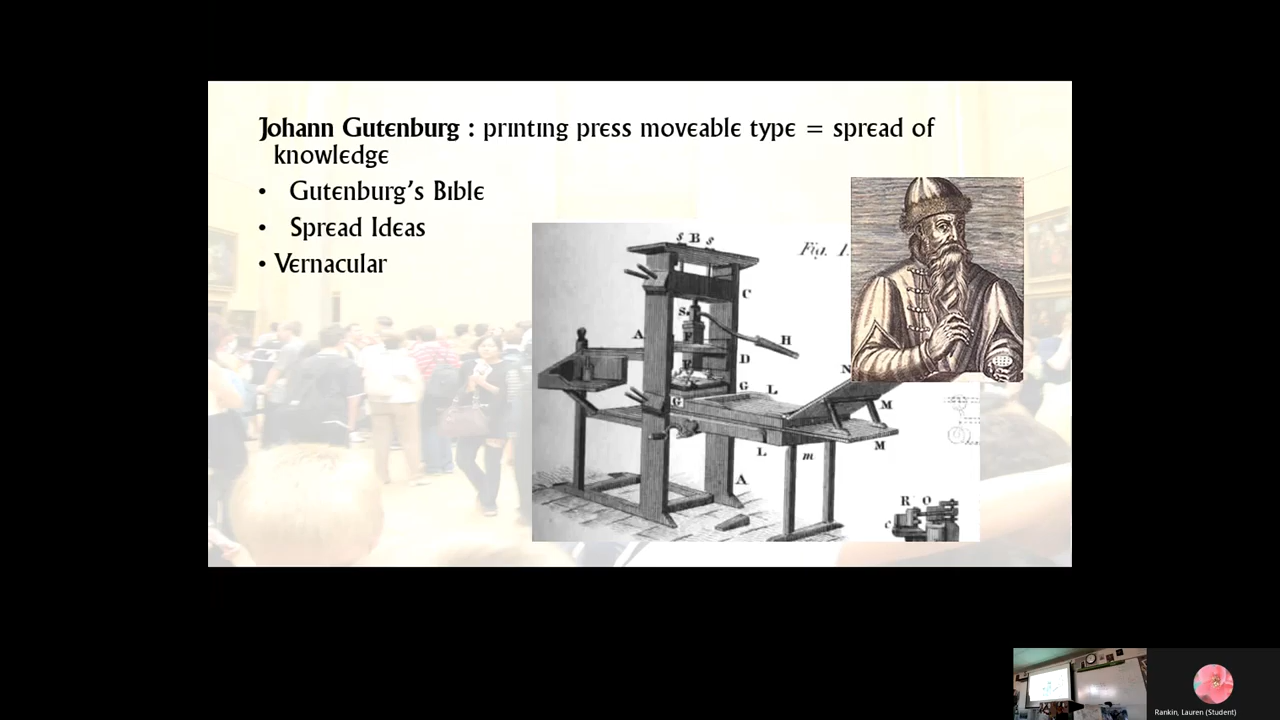 Johann Gutenburg : printing press moveable type = spread of
knowledge
• Gutenburg's Bible
• Spread Ideas
• Vernacular
s B s
Fig. 1.
C
S
A
H
E
D
F
N
G
L
G
M
L
m
M
A
R O
c
Rankin, Lauren (Student)